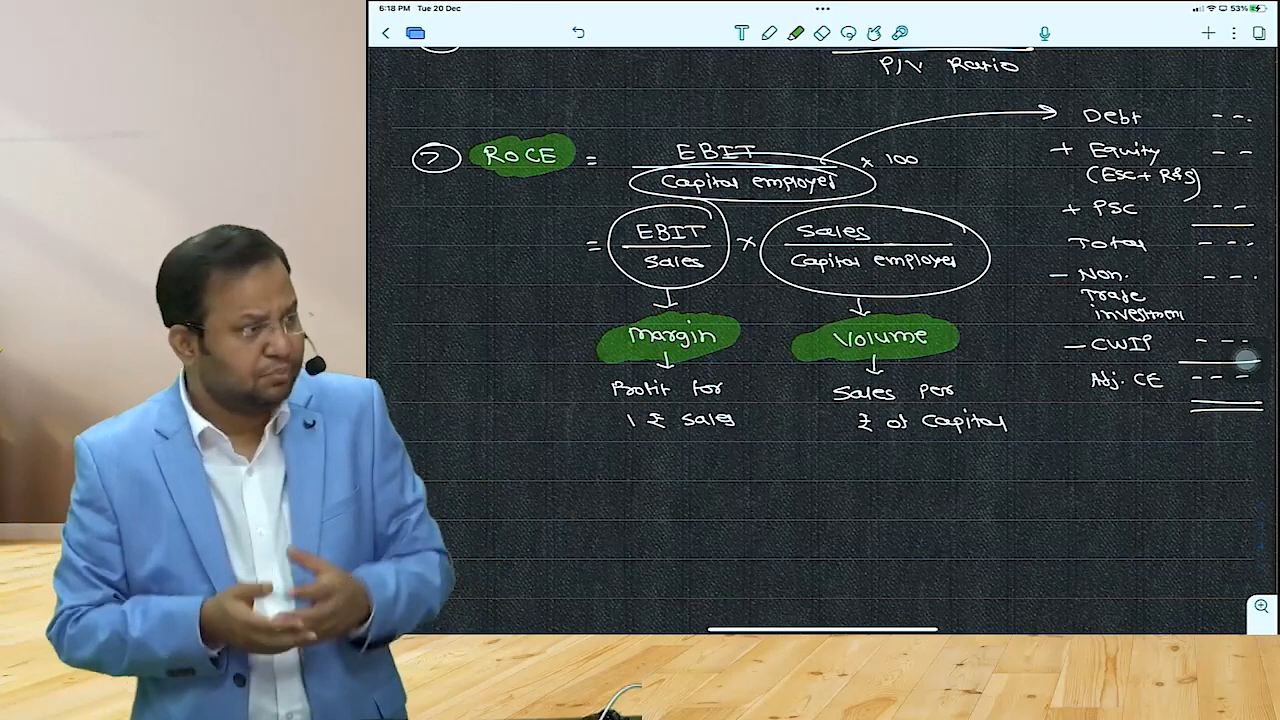 6:18 PM Tue 20 Dec
53%
T
P/V Ratio
7 ROCE = EBIT / Capital employed × 100
= EBIT / Sales × Sales / Capital employed
Margin
Volume
Profit for
1 ₹ Sales
Sales Per
₹ of Capital
Debt - - -
+ Equity - -
(ESC + R&S)
+ PSC - -
Total - - -
- Non. - - -
Trade
investment
- CWIP - - -
Adj. CE - - -